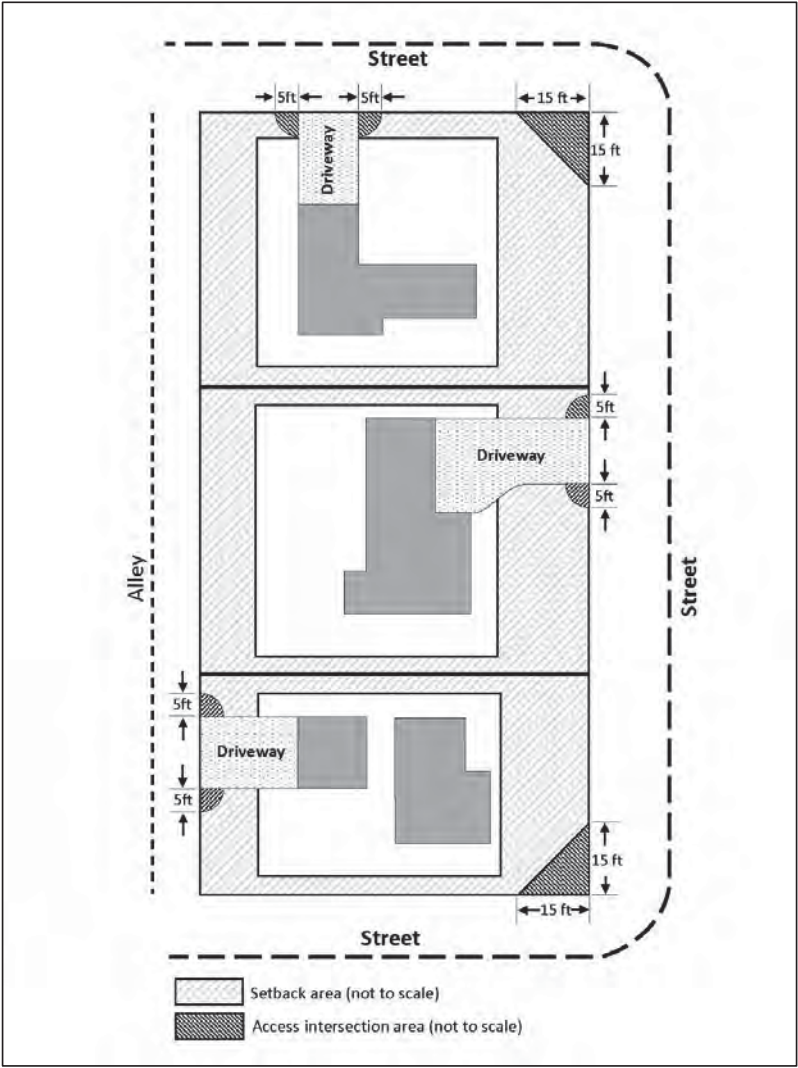 Street
5ft
5ft
15 ft
15 ft
Driveway
5ft
Driveway
5ft
Alley
Street
5ft
Driveway
5ft
15 ft
15 ft
Street
Setback area (not to scale)
Access intersection area (not to scale)